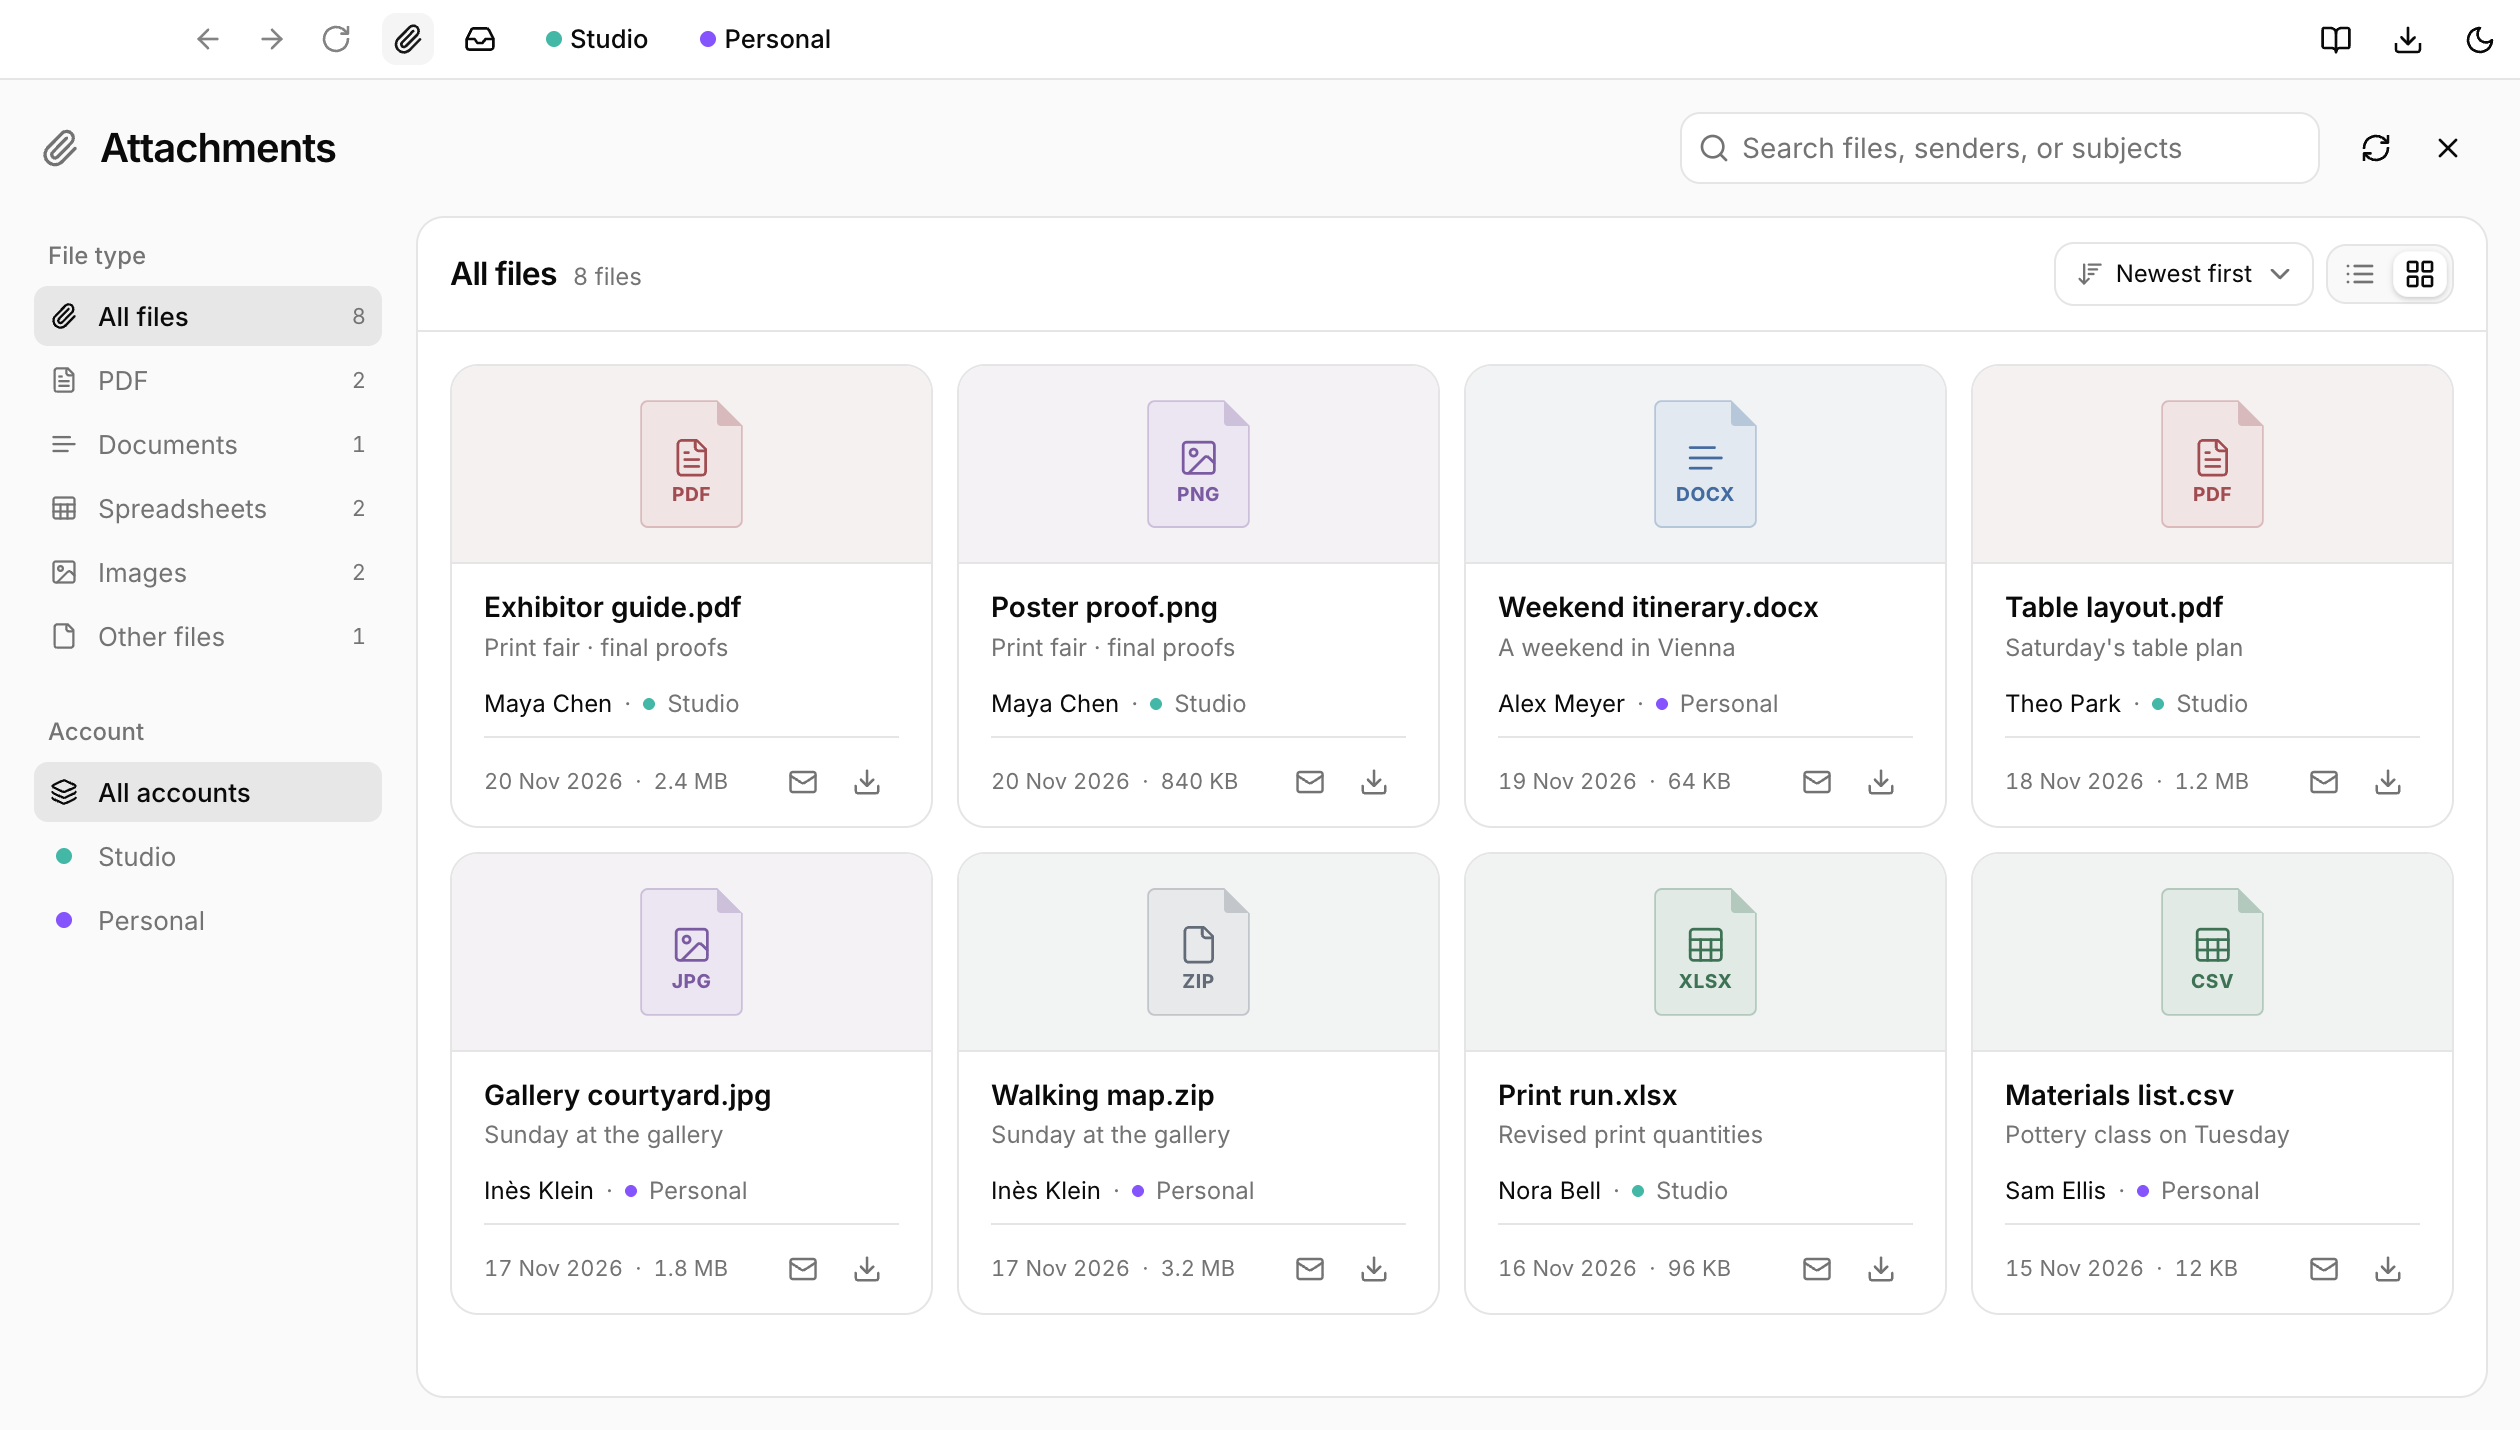 Studio
Personal
Attachments
Search files, senders, or subjects
File type
All files 8
PDF 2
Documents 1
Spreadsheets 2
Images 2
Other files 1
Account
All accounts
Studio
Personal
All files 8 files
Newest first
PDF
Exhibitor guide.pdf
Print fair · final proofs
Maya Chen · Studio
20 Nov 2026 · 2.4 MB
PNG
Poster proof.png
Print fair · final proofs
Maya Chen · Studio
20 Nov 2026 · 840 KB
DOCX
Weekend itinerary.docx
A weekend in Vienna
Alex Meyer · Personal
19 Nov 2026 · 64 KB
PDF
Table layout.pdf
Saturday's table plan
Theo Park · Studio
18 Nov 2026 · 1.2 MB
JPG
Gallery courtyard.jpg
Sunday at the gallery
Inès Klein · Personal
17 Nov 2026 · 1.8 MB
ZIP
Walking map.zip
Sunday at the gallery
Inès Klein · Personal
17 Nov 2026 · 3.2 MB
XLSX
Print run.xlsx
Revised print quantities
Nora Bell · Studio
16 Nov 2026 · 96 KB
CSV
Materials list.csv
Pottery class on Tuesday
Sam Ellis · Personal
15 Nov 2026 · 12 KB